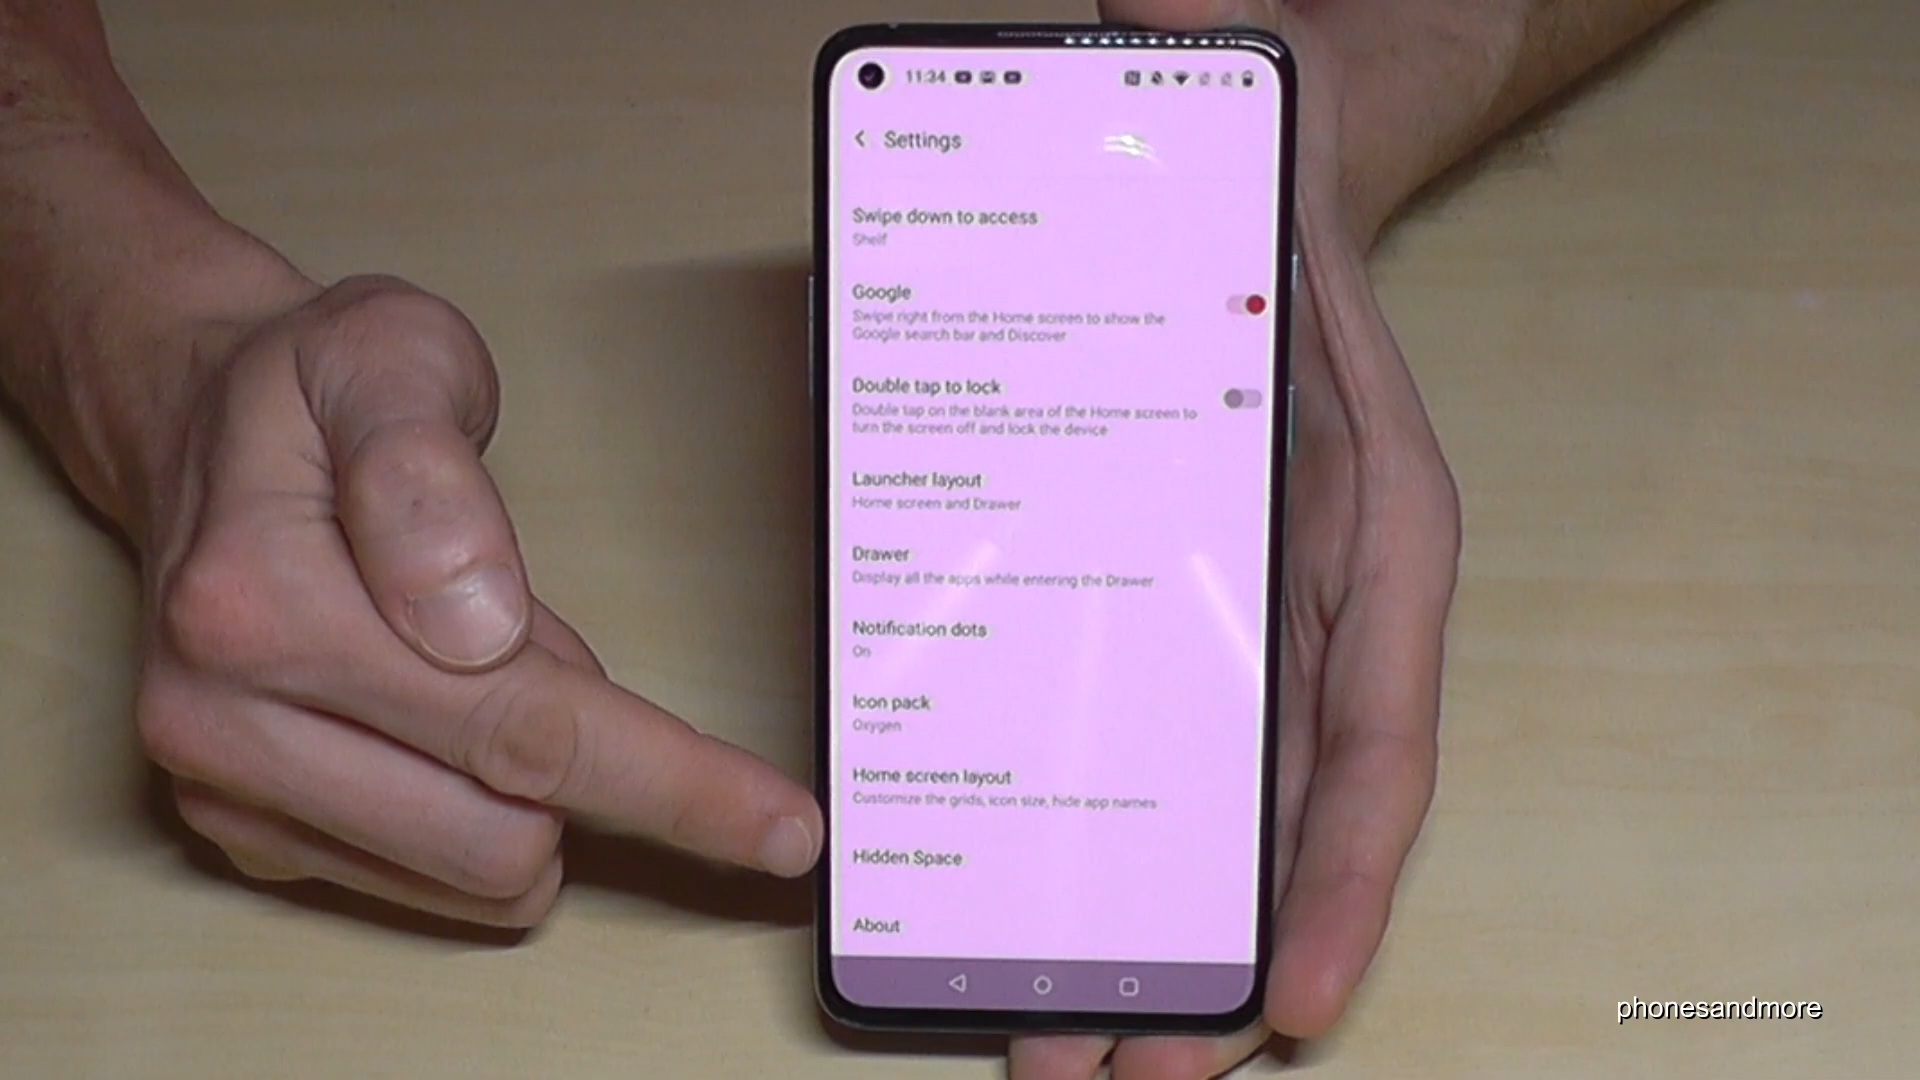 11:34
Settings
Swipe down to access
Shelf
Google
Swipe right from the Home screen to show the
Google search bar and Discover
Double tap to lock
Double tap on the blank area of the Home screen to
turn the screen off and lock the device
Launcher layout
Home screen and Drawer
Drawer
Display all the apps while entering the Drawer
Notification dots
On
Icon pack
Oxygen
Home screen layout
Customize the grids, icon size, hide app names
Hidden Space
About
phonesandmore